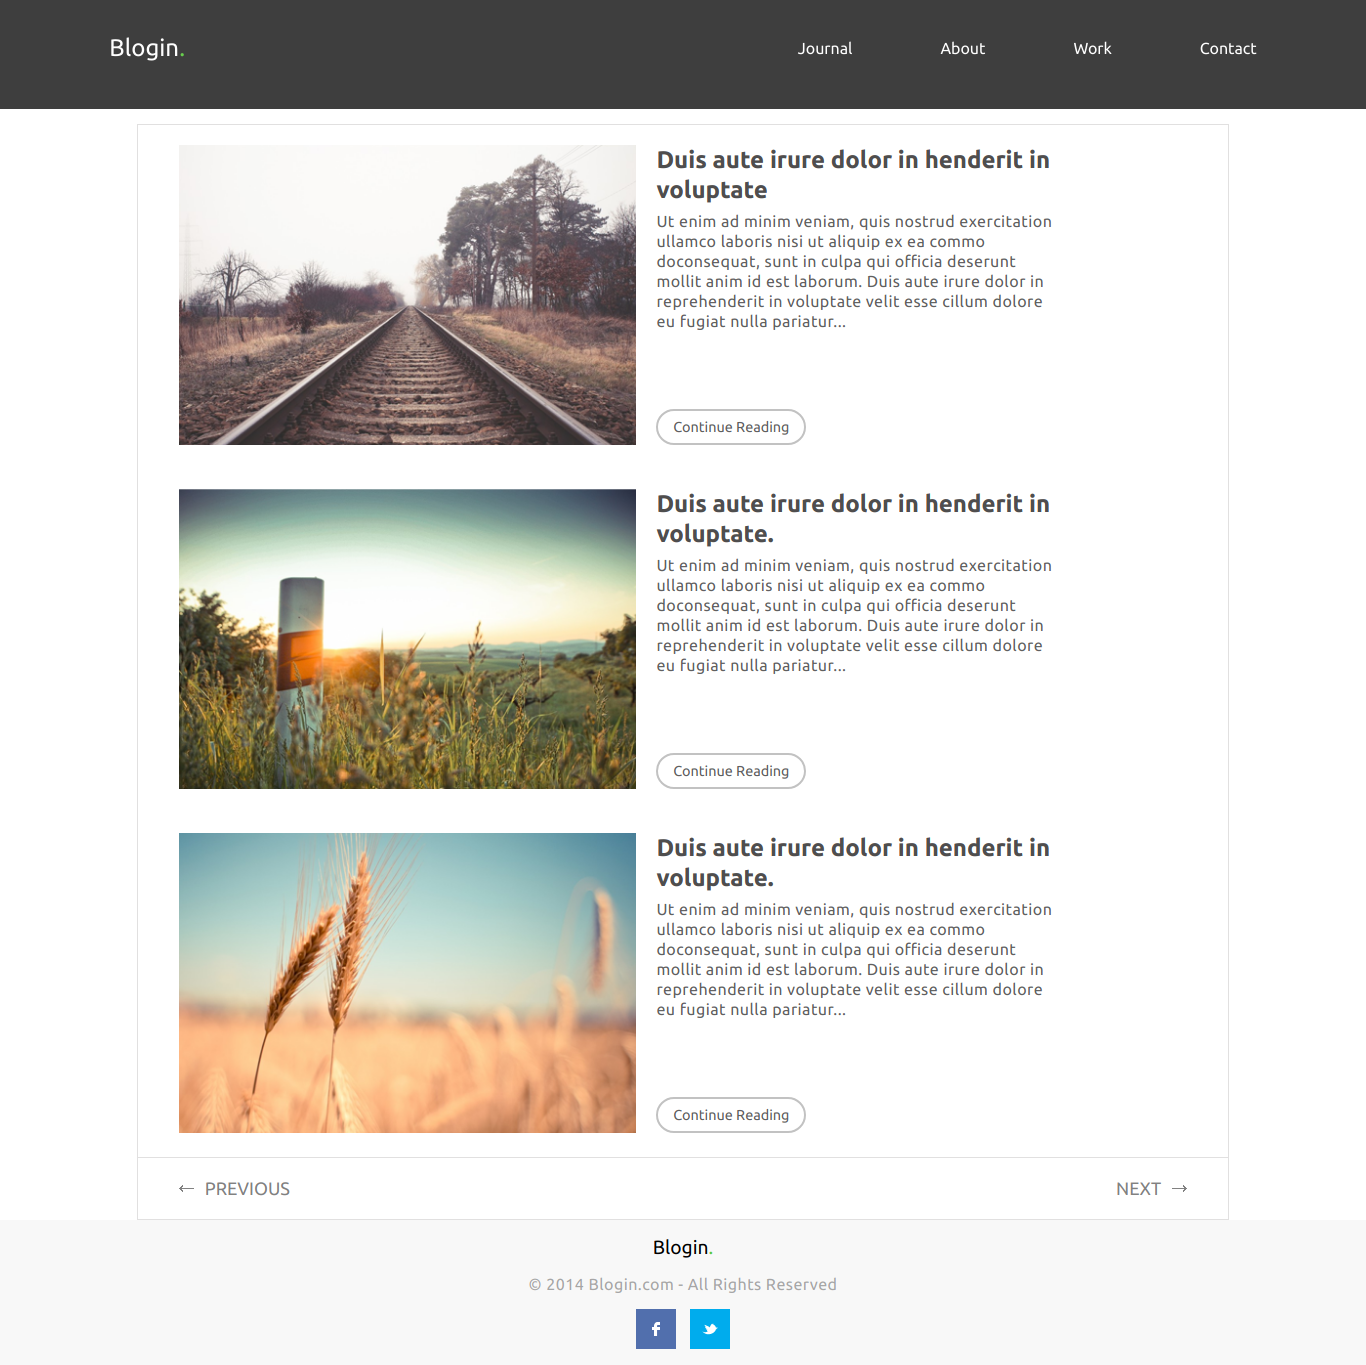 Blogin.
Journal About Work Contact
Duis aute irure dolor in henderit in
voluptate
Ut enim ad minim veniam, quis nostrud exercitation
ullamco laboris nisi ut aliquip ex ea commo
doconsequat, sunt in culpa qui officia deserunt
mollit anim id est laborum. Duis aute irure dolor in
reprehenderit in voluptate velit esse cillum dolore
eu fugiat nulla pariatur...
Continue Reading
Duis aute irure dolor in henderit in
voluptate.
Ut enim ad minim veniam, quis nostrud exercitation
ullamco laboris nisi ut aliquip ex ea commo
doconsequat, sunt in culpa qui officia deserunt
mollit anim id est laborum. Duis aute irure dolor in
reprehenderit in voluptate velit esse cillum dolore
eu fugiat nulla pariatur...
Continue Reading
Duis aute irure dolor in henderit in
voluptate.
Ut enim ad minim veniam, quis nostrud exercitation
ullamco laboris nisi ut aliquip ex ea commo
doconsequat, sunt in culpa qui officia deserunt
mollit anim id est laborum. Duis aute irure dolor in
reprehenderit in voluptate velit esse cillum dolore
eu fugiat nulla pariatur...
Continue Reading
← PREVIOUS
NEXT →
Blogin.
© 2014 Blogin.com - All Rights Reserved